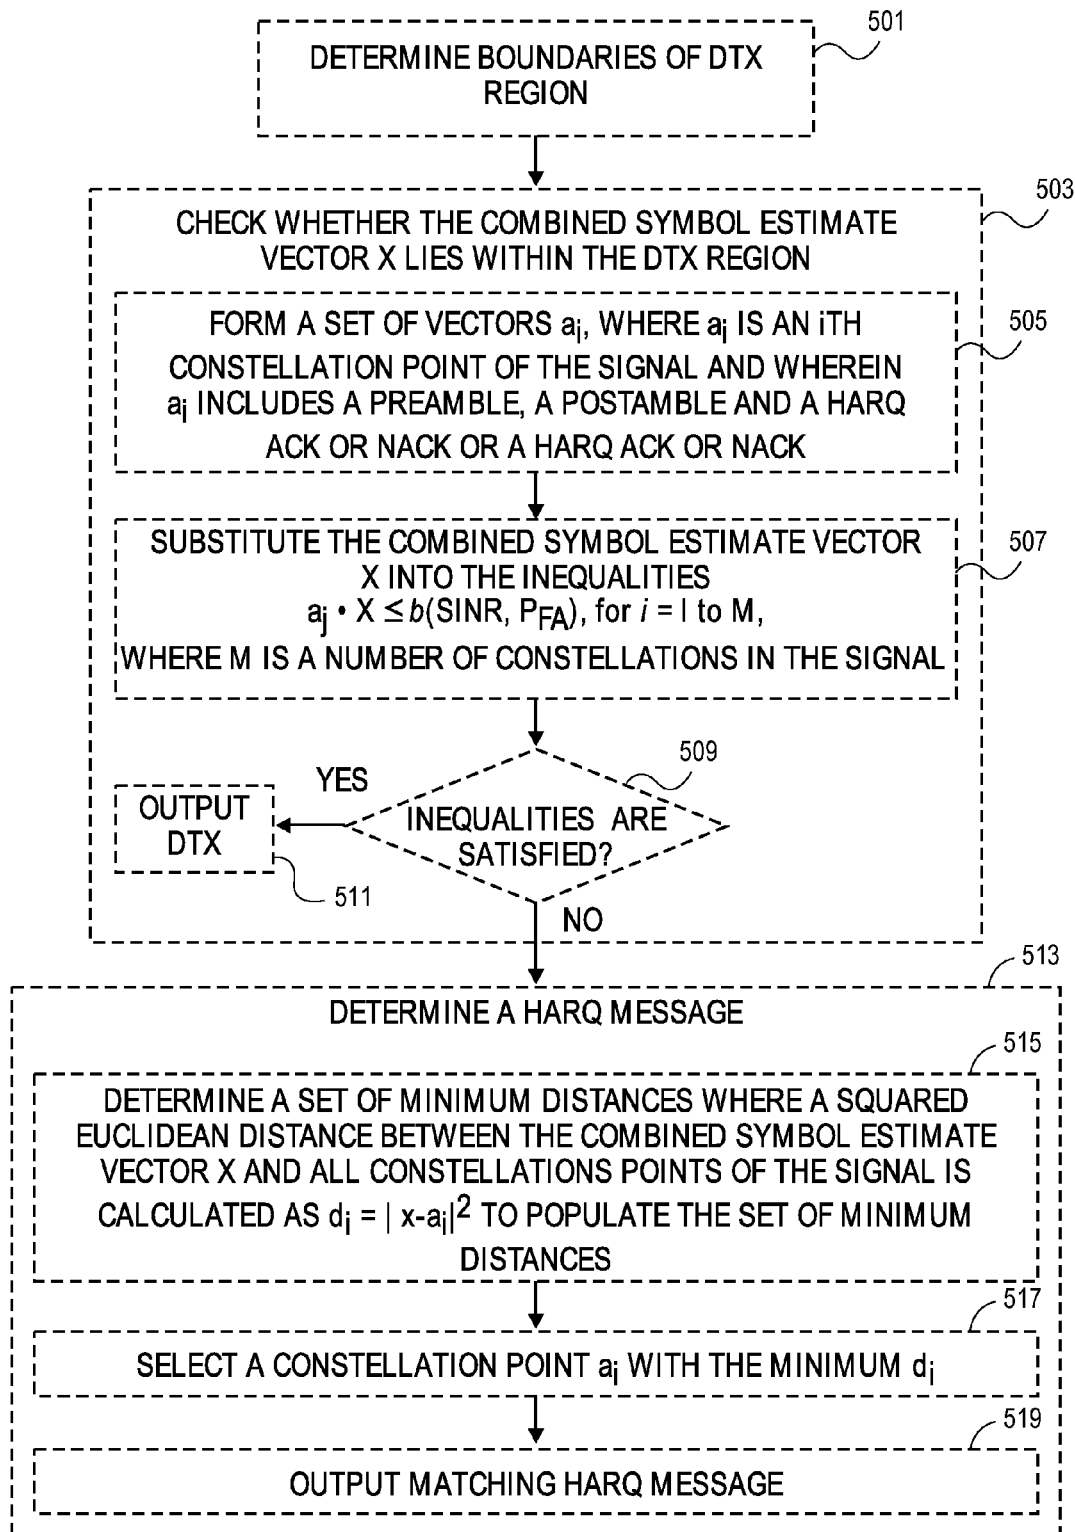 501
DETERMINE BOUNDARIES OF DTX
REGION
503
CHECK WHETHER THE COMBINED SYMBOL ESTIMATE
VECTOR X LIES WITHIN THE DTX REGION
505
FORM A SET OF VECTORS ai, WHERE ai IS AN iTH
CONSTELLATION POINT OF THE SIGNAL AND WHEREIN
ai INCLUDES A PREAMBLE, A POSTAMBLE AND A HARQ
ACK OR NACK OR A HARQ ACK OR NACK
507
SUBSTITUTE THE COMBINED SYMBOL ESTIMATE VECTOR
X INTO THE INEQUALITIES
ai • X ≤ b(SINR, PFA), for i = I to M,
WHERE M IS A NUMBER OF CONSTELLATIONS IN THE SIGNAL
509
YES
INEQUALITIES ARE
SATISFIED?
OUTPUT
DTX
511
NO
513
DETERMINE A HARQ MESSAGE
515
DETERMINE A SET OF MINIMUM DISTANCES WHERE A SQUARED
EUCLIDEAN DISTANCE BETWEEN THE COMBINED SYMBOL ESTIMATE
VECTOR X AND ALL CONSTELLATIONS POINTS OF THE SIGNAL IS
CALCULATED AS di = | x-ai|² TO POPULATE THE SET OF MINIMUM
DISTANCES
517
SELECT A CONSTELLATION POINT ai WITH THE MINIMUM di
519
OUTPUT MATCHING HARQ MESSAGE